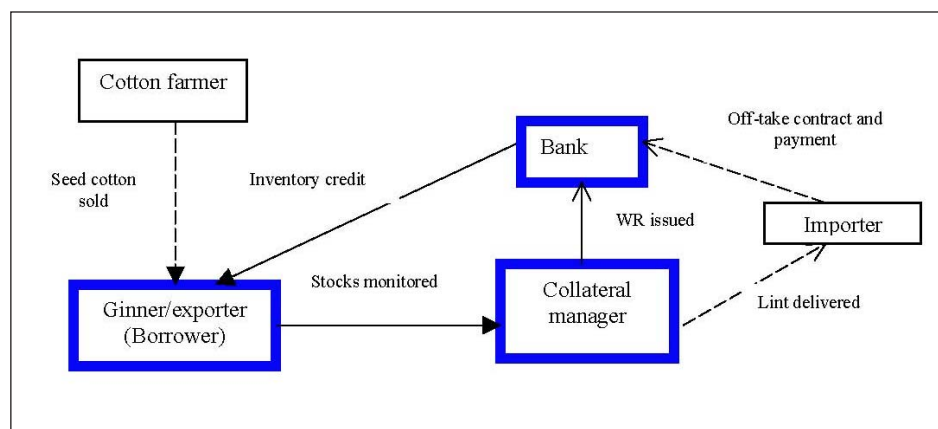 Cotton farmer
Off-take contract and
payment
Bank
Seed cotton
sold
Inventory credit
WR issued
Importer
Stocks monitored
Collateral
manager
Lint delivered
Ginner/exporter
(Borrower)